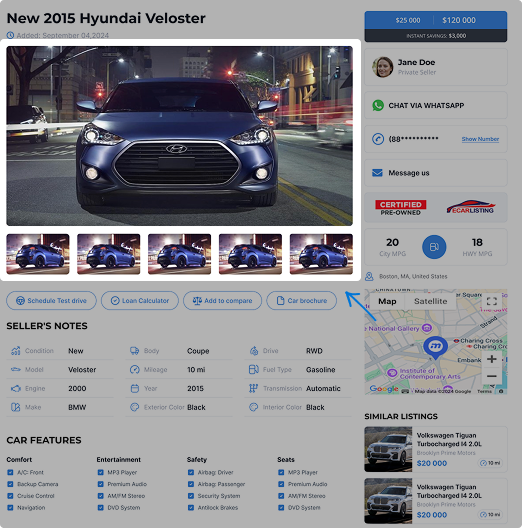 New 2015 Hyundai Veloster
Added: September 04,2024
$25 000
$120 000
INSTANT SAVINGS: $3,000
Jane Doe
Private Seller
CHAT VIA WHATSAPP
(88**********
Show Number
Message us
CERTIFIED
PRE-OWNED
ECARLISTING
20
City MPG
18
HWY MPG
Boston, MA, United States
Schedule Test drive
Loan Calculator
Add to compare
Car brochure
SELLER'S NOTES
Condition New
Body Coupe
Drive RWD
Model Veloster
Mileage 10 mi
Fuel Type Gasoline
Engine 2000
Year 2015
Transmission Automatic
Make BMW
Exterior Color Black
Interior Color Black
Map
Satellite
Square
Strand
National Gallery
Charing Cross
Charing
Embank
Institute of
Contemporary Arts
Google
Map data ©2024 Google
Terms
CAR FEATURES
Comfort
A/C: Front
Backup Camera
Cruise Control
Navigation
Entertainment
MP3 Player
Premium Audio
AM/FM Stereo
DVD System
Safety
Airbag: Driver
Airbag: Passenger
Security System
Antilock Brakes
Seats
MP3 Player
Premium Audio
AM/FM Stereo
DVD System
SIMILAR LISTINGS
Volkswagen Tiguan
Turbocharged I4 2.0L
Brooklyn Prime Motors
$20 000
10 mi
Volkswagen Tiguan
Turbocharged I4 2.0L
Brooklyn Prime Motors
$20 000
10 mi